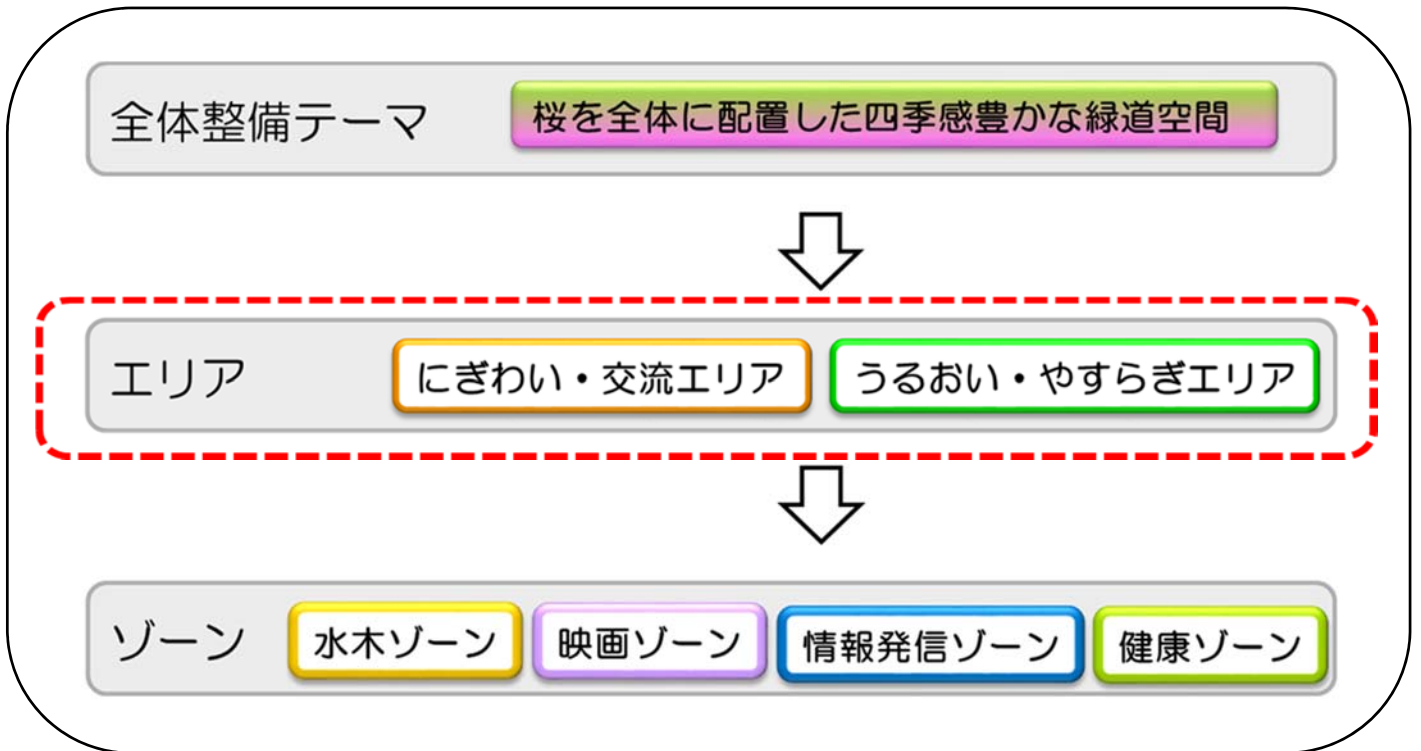 全体整備テーマ 桜を全体に配置した四季感豊かな緑道空間
エリア にぎわい・交流エリア うるおい・やすらぎエリア
ゾーン 水木ゾーン 映画ゾーン 情報発信ゾーン 健康ゾーン